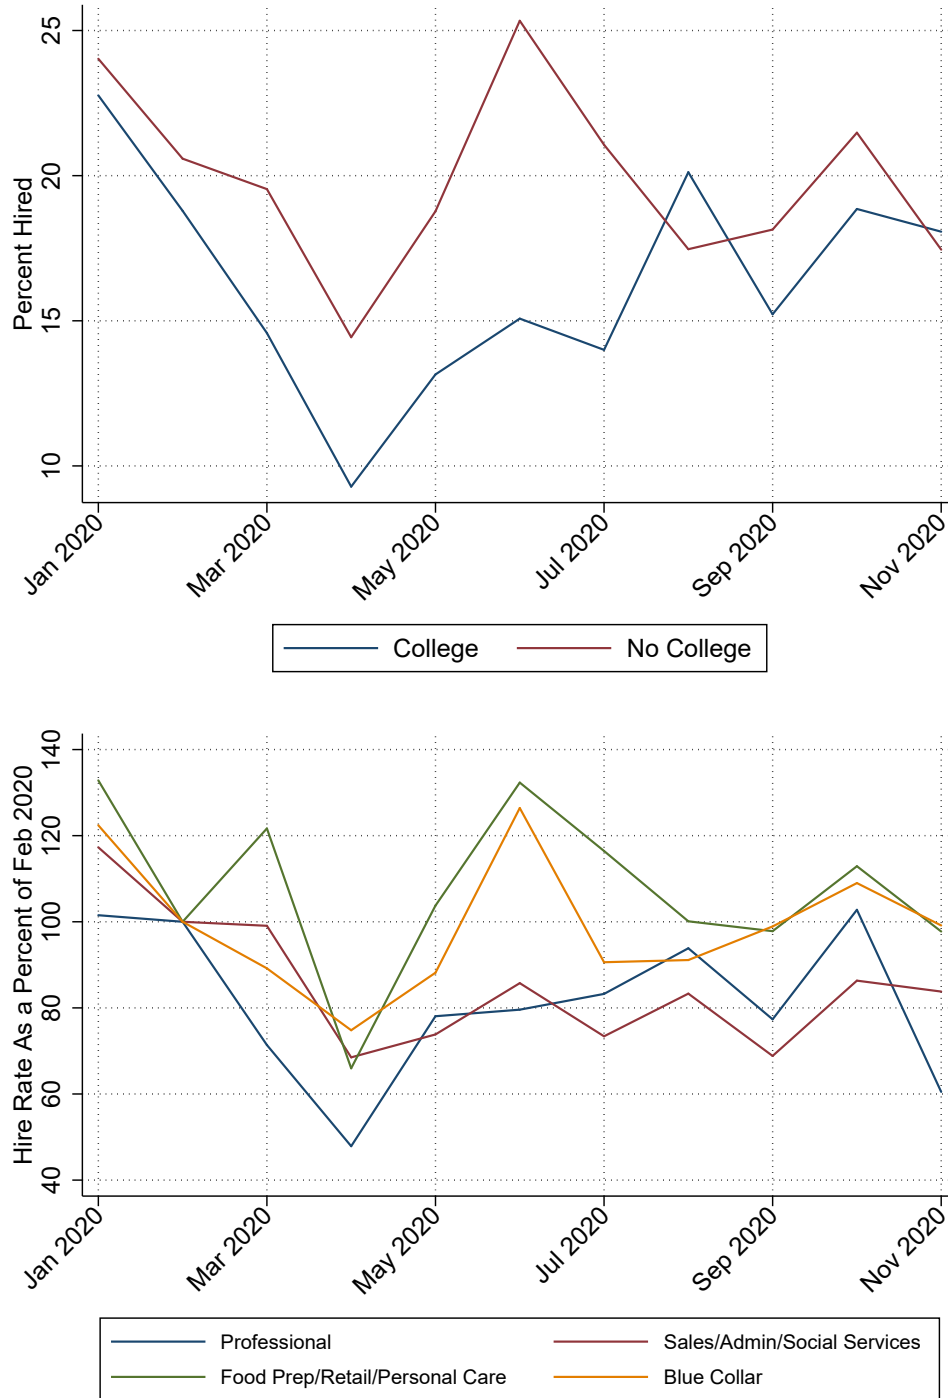 Percent Hired
25
20
15
10
Jan 2020
Mar 2020
May 2020
Jul 2020
Sep 2020
Nov 2020
College
No College
Hire Rate As a Percent of Feb 2020
140
120
100
80
60
40
Jan 2020
Mar 2020
May 2020
Jul 2020
Sep 2020
Nov 2020
Professional
Sales/Admin/Social Services
Food Prep/Retail/Personal Care
Blue Collar